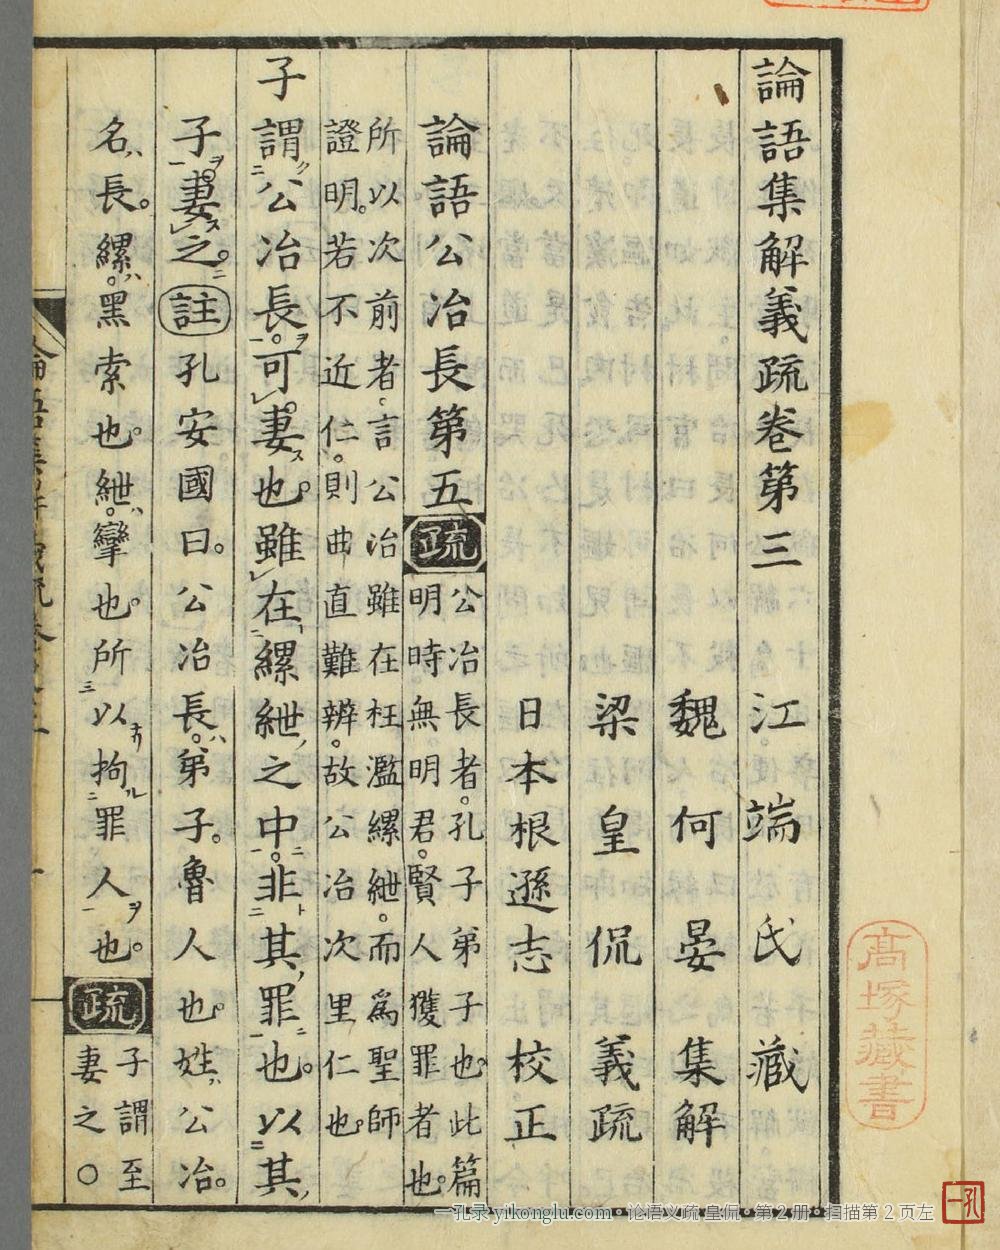 論語集解義疏卷第三　江端氏藏
魏何晏集解
梁皇侃義疏
日本根遜志校正
論語公冶長第五 疏 公冶長者。孔子弟子也。此篇
明時無明君。賢人獲罪者也。
所以次前者。言公冶雖在枉濫縲紲。而爲聖師
證明。若不近仁。則曲直難辨。故公冶次里仁也。
子謂公冶長。可妻也。雖在縲紲之中。非其罪也。以其
子妻之。註孔安國曰。公冶長。弟子。魯人也。姓公冶。
名長。縲。黑索也。紲。攣也。所以拘罪人也。疏 子謂至
妻之〇
高塚藏書
一孔录 yikonglu.com • 论语义疏 皇侃 • 第2册 • 扫描第2页左
一孔